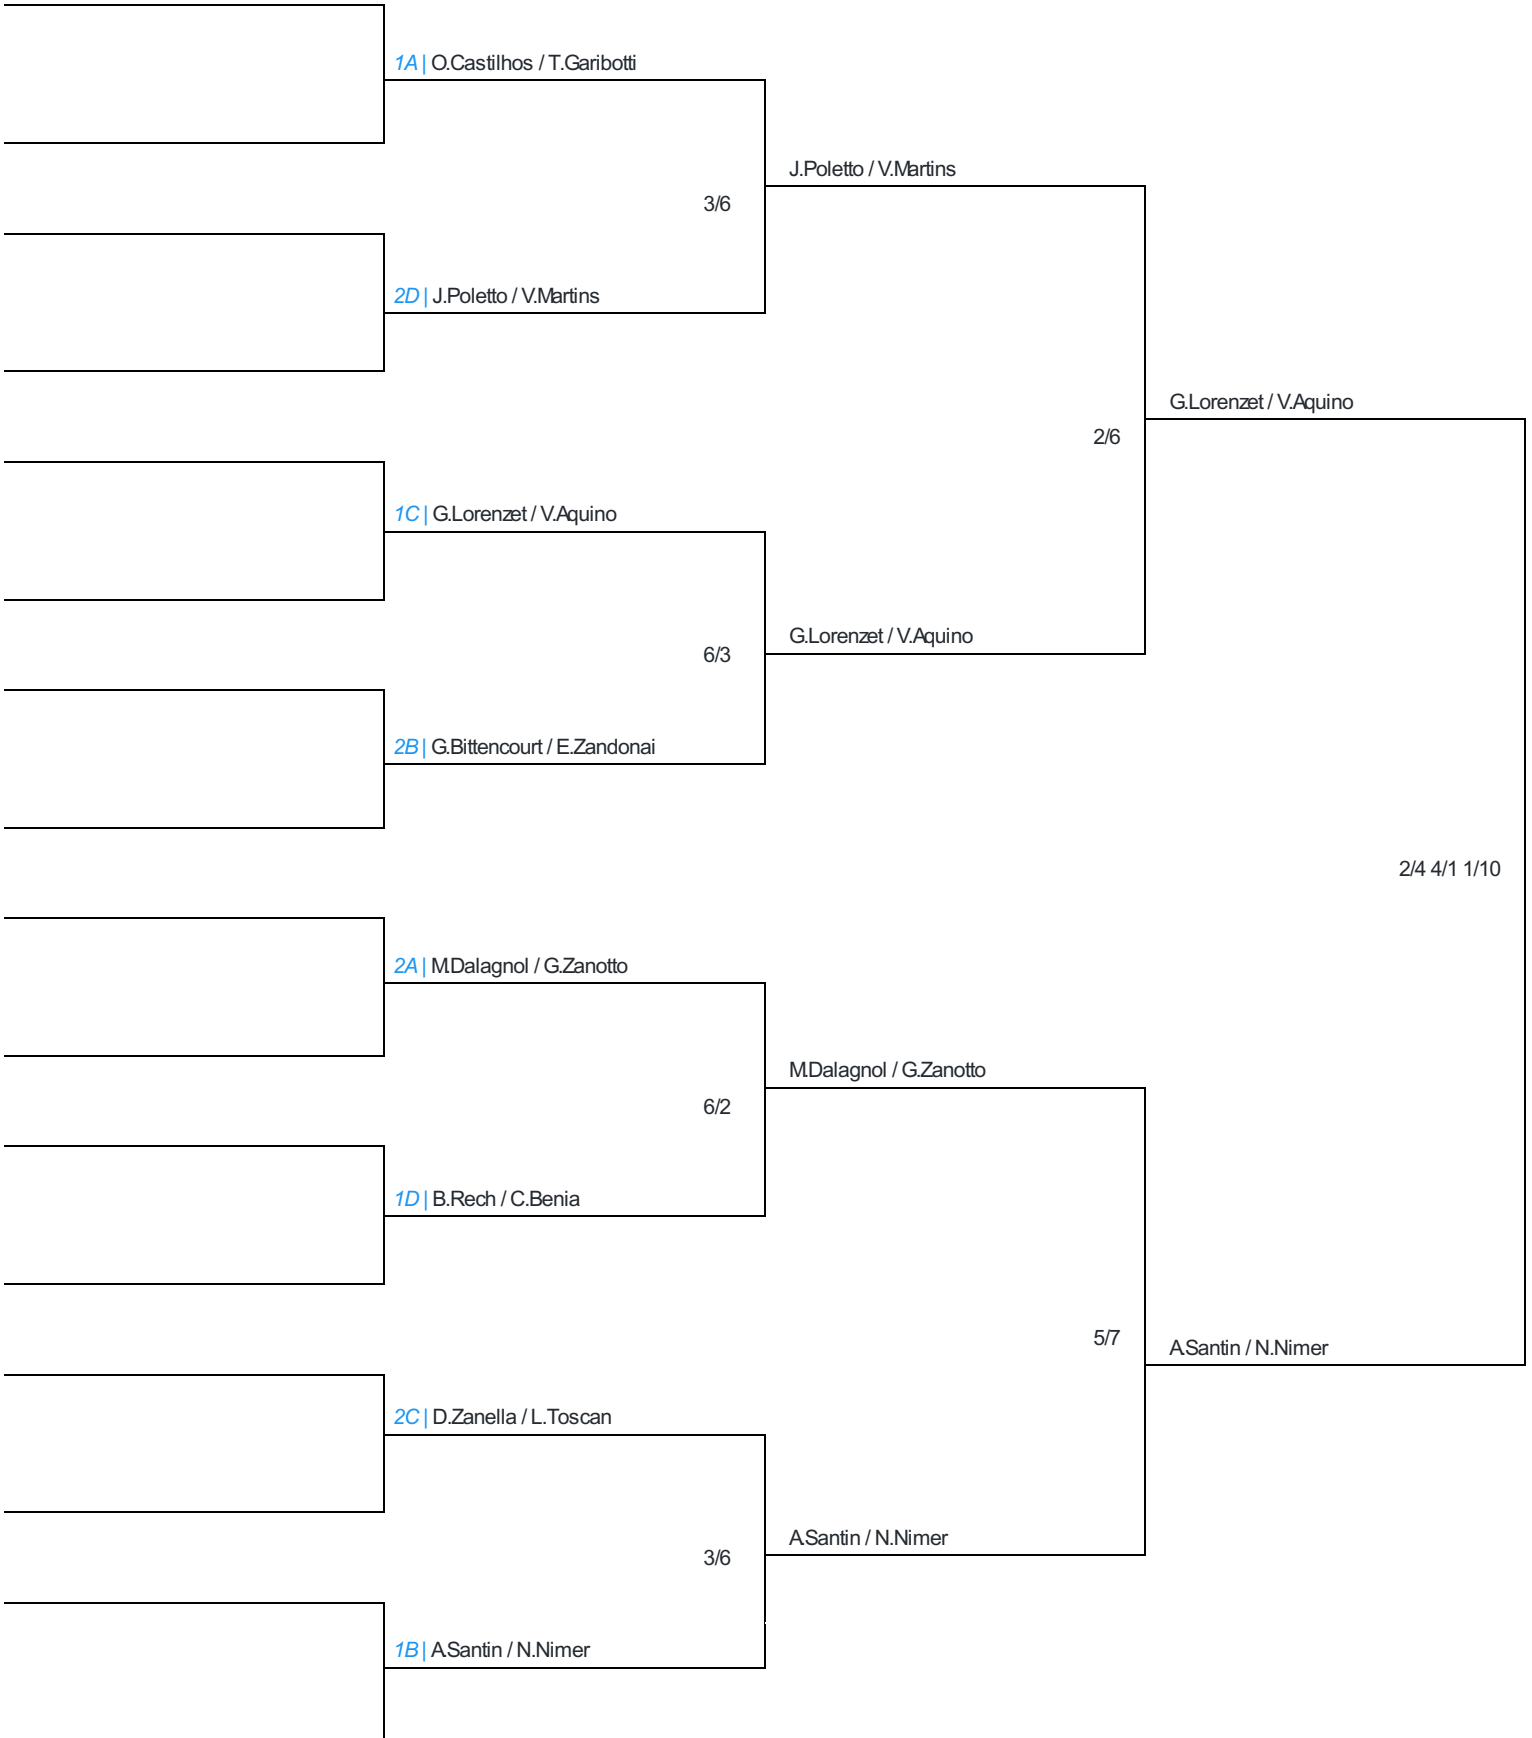 1A | O.Castilhos / T.Garibotti
J.Poletto / V.Martins
3/6
2D | J.Poletto / V.Martins
G.Lorenzet / V.Aquino
2/6
1C | G.Lorenzet / V.Aquino
G.Lorenzet / V.Aquino
6/3
2B | G.Bittencourt / E.Zandonai
2/4 4/1 1/10
2A | M.Dalagnol / G.Zanotto
M.Dalagnol / G.Zanotto
6/2
1D | B.Rech / C.Benia
5/7
A.Santin / N.Nimer
2C | D.Zanella / L.Toscan
A.Santin / N.Nimer
3/6
1B | A.Santin / N.Nimer